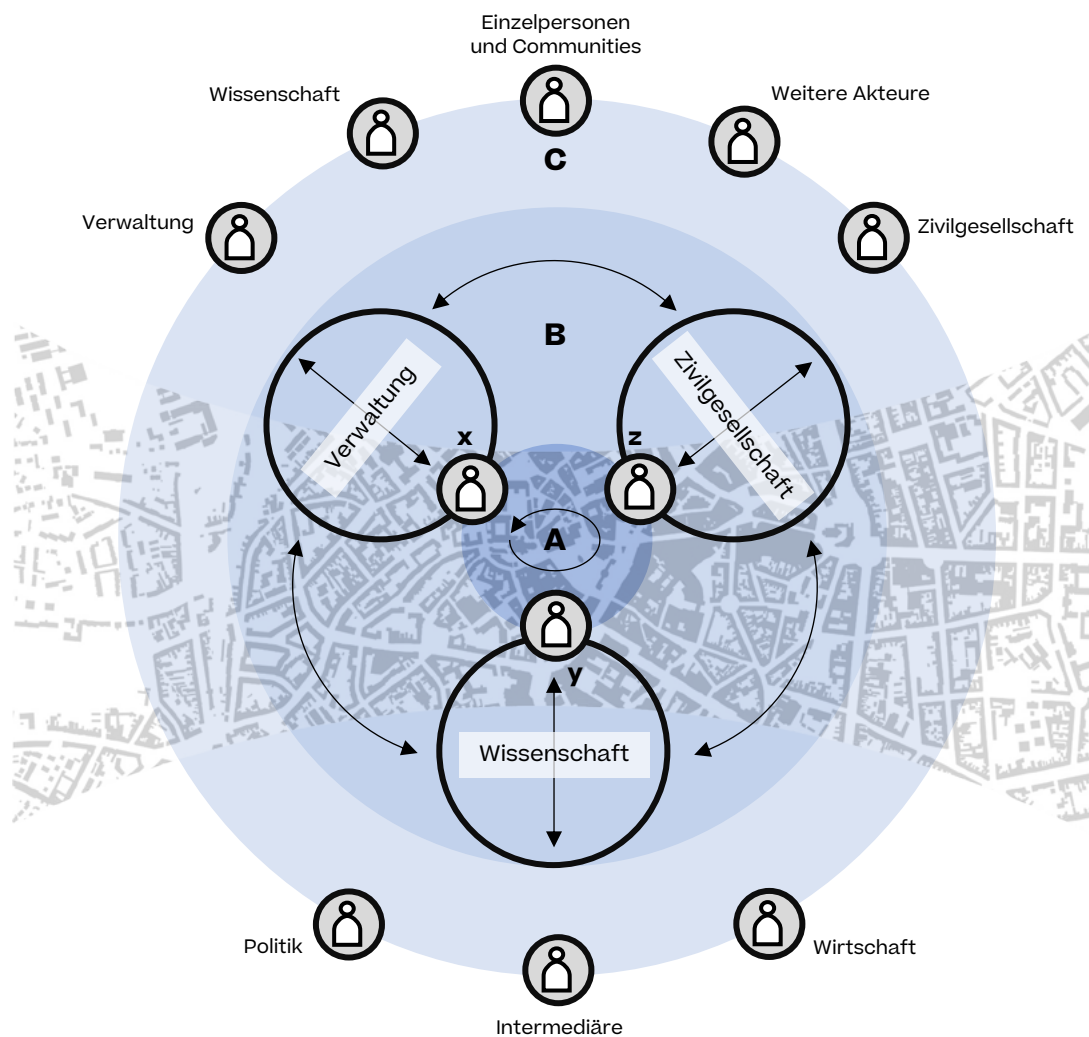 Einzelpersonen
und Communities
Wissenschaft
Weitere Akteure
C
Verwaltung
Zivilgesellschaft
B
Verwaltung
Zivilgesellschaft
x
z
A
y
Wissenschaft
Politik
Wirtschaft
Intermediäre